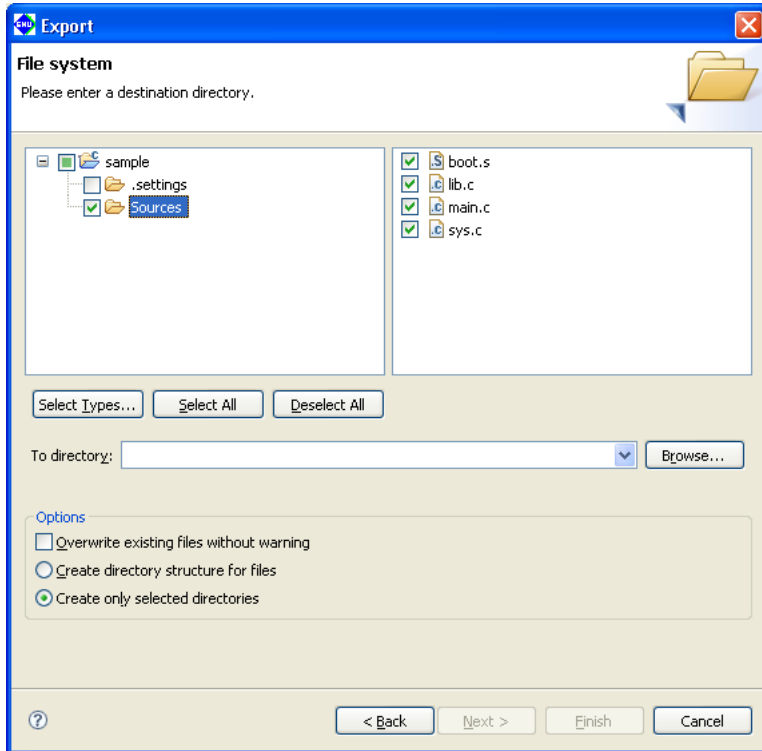 GNU Export
File system
Please enter a destination directory.
C sample
.settings
Sources
.S boot.s
.c lib.c
.c main.c
.c sys.c
Select Types...
Select All
Deselect All
To directory:
Browse...
Options
Overwrite existing files without warning
Create directory structure for files
Create only selected directories
?
< Back
Next >
Finish
Cancel